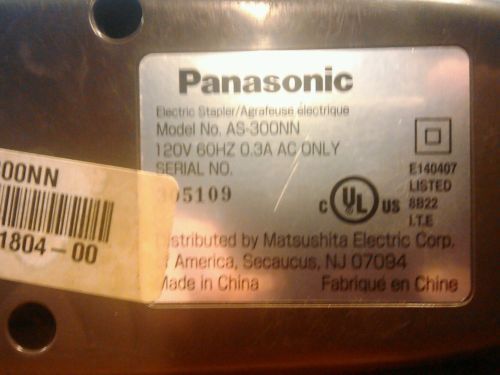 Panasonic
Electric Stapler/Agrafeuse électrique
Model No. AS-300NN
120V 60HZ 0.3A AC ONLY
SERIAL NO.
05109
E140407
LISTED
8B22
I.T.E
C UL US
Distributed by Matsushita Electric Corp.
America, Secaucus, NJ 07094
Made in China
Fabriqué en Chine
300NN
1804-00